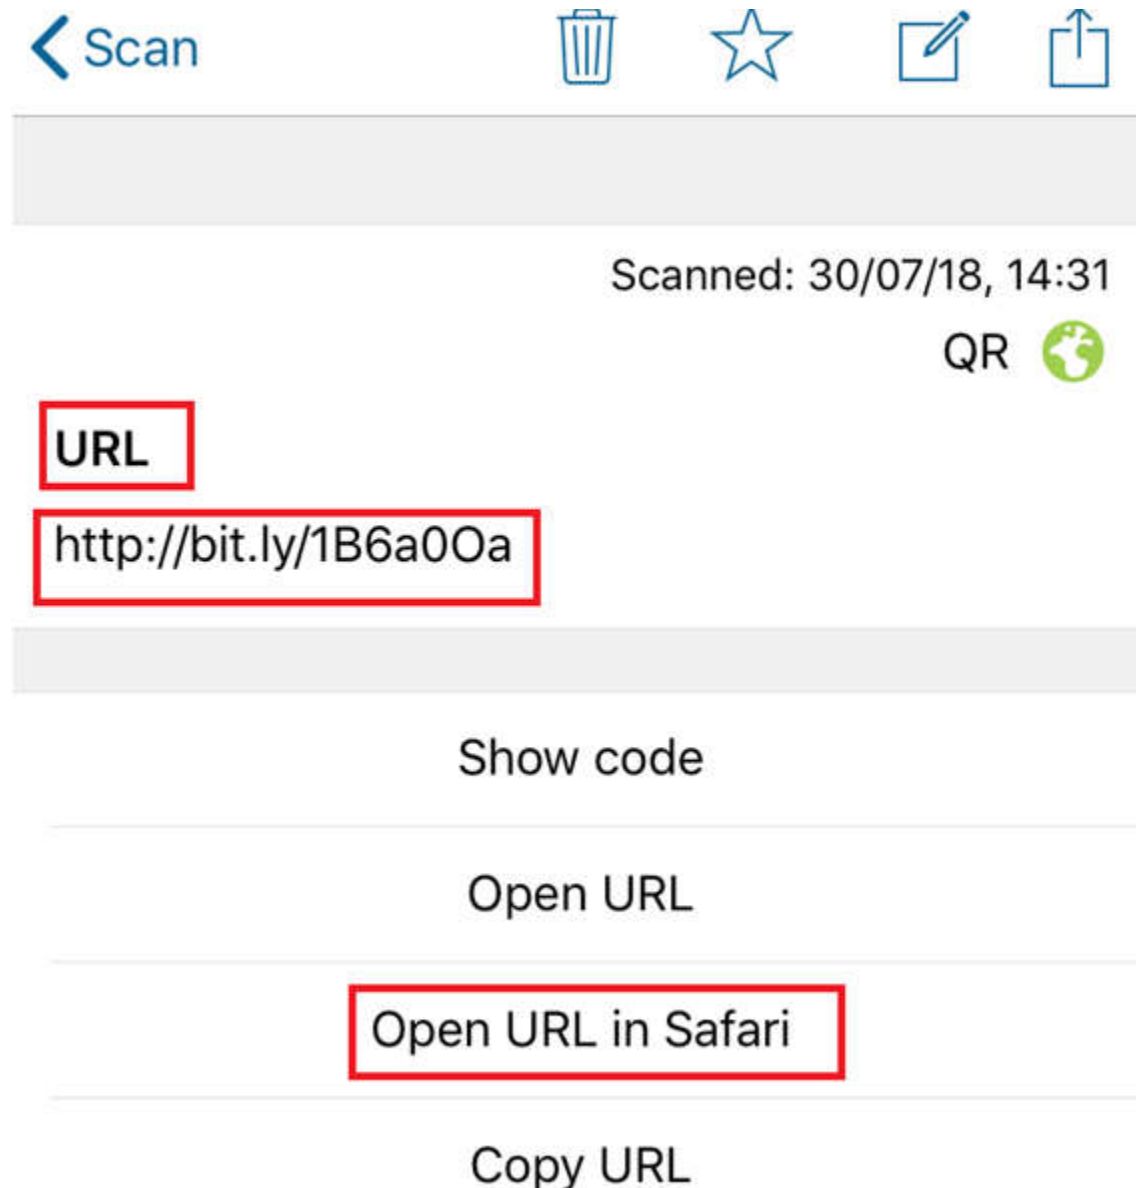 Scan
Scanned: 30/07/18, 14:31
QR
URL
http://bit.ly/1B6a0Oa
Show code
Open URL
Open URL in Safari
Copy URL